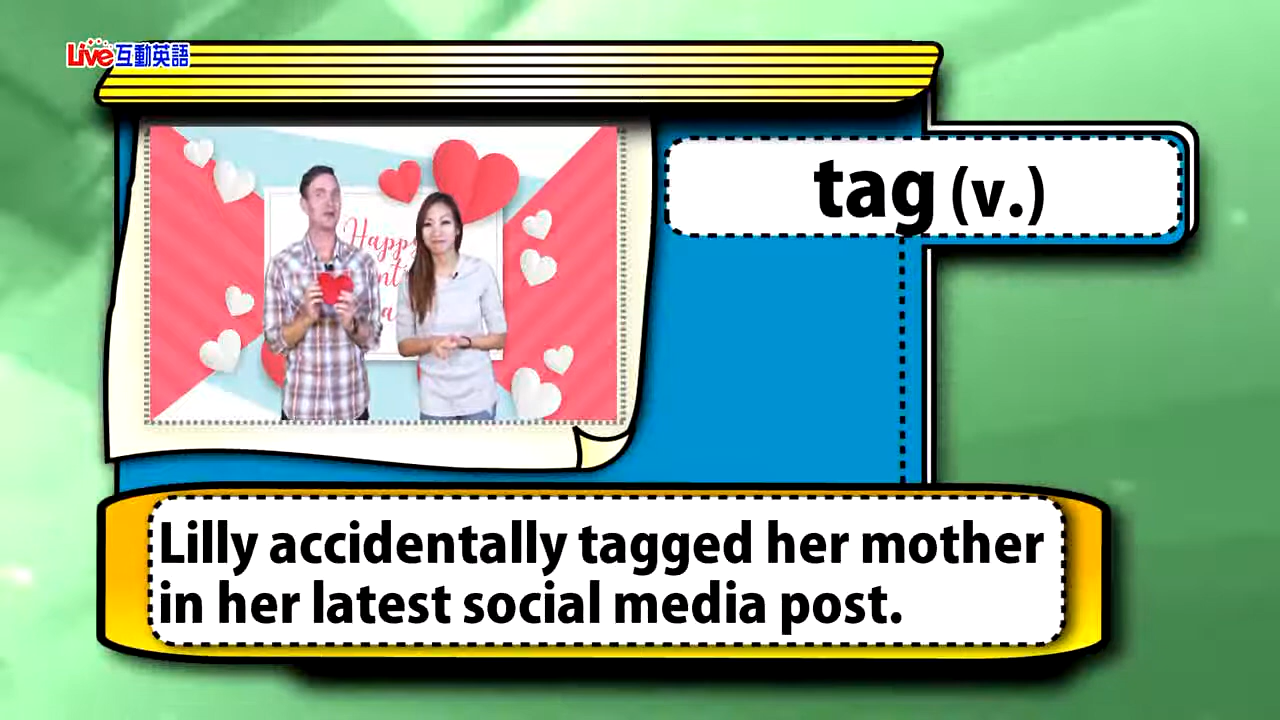 Live互動英語
tag (v.)
Happy
Lilly accidentally tagged her mother
in her latest social media post.